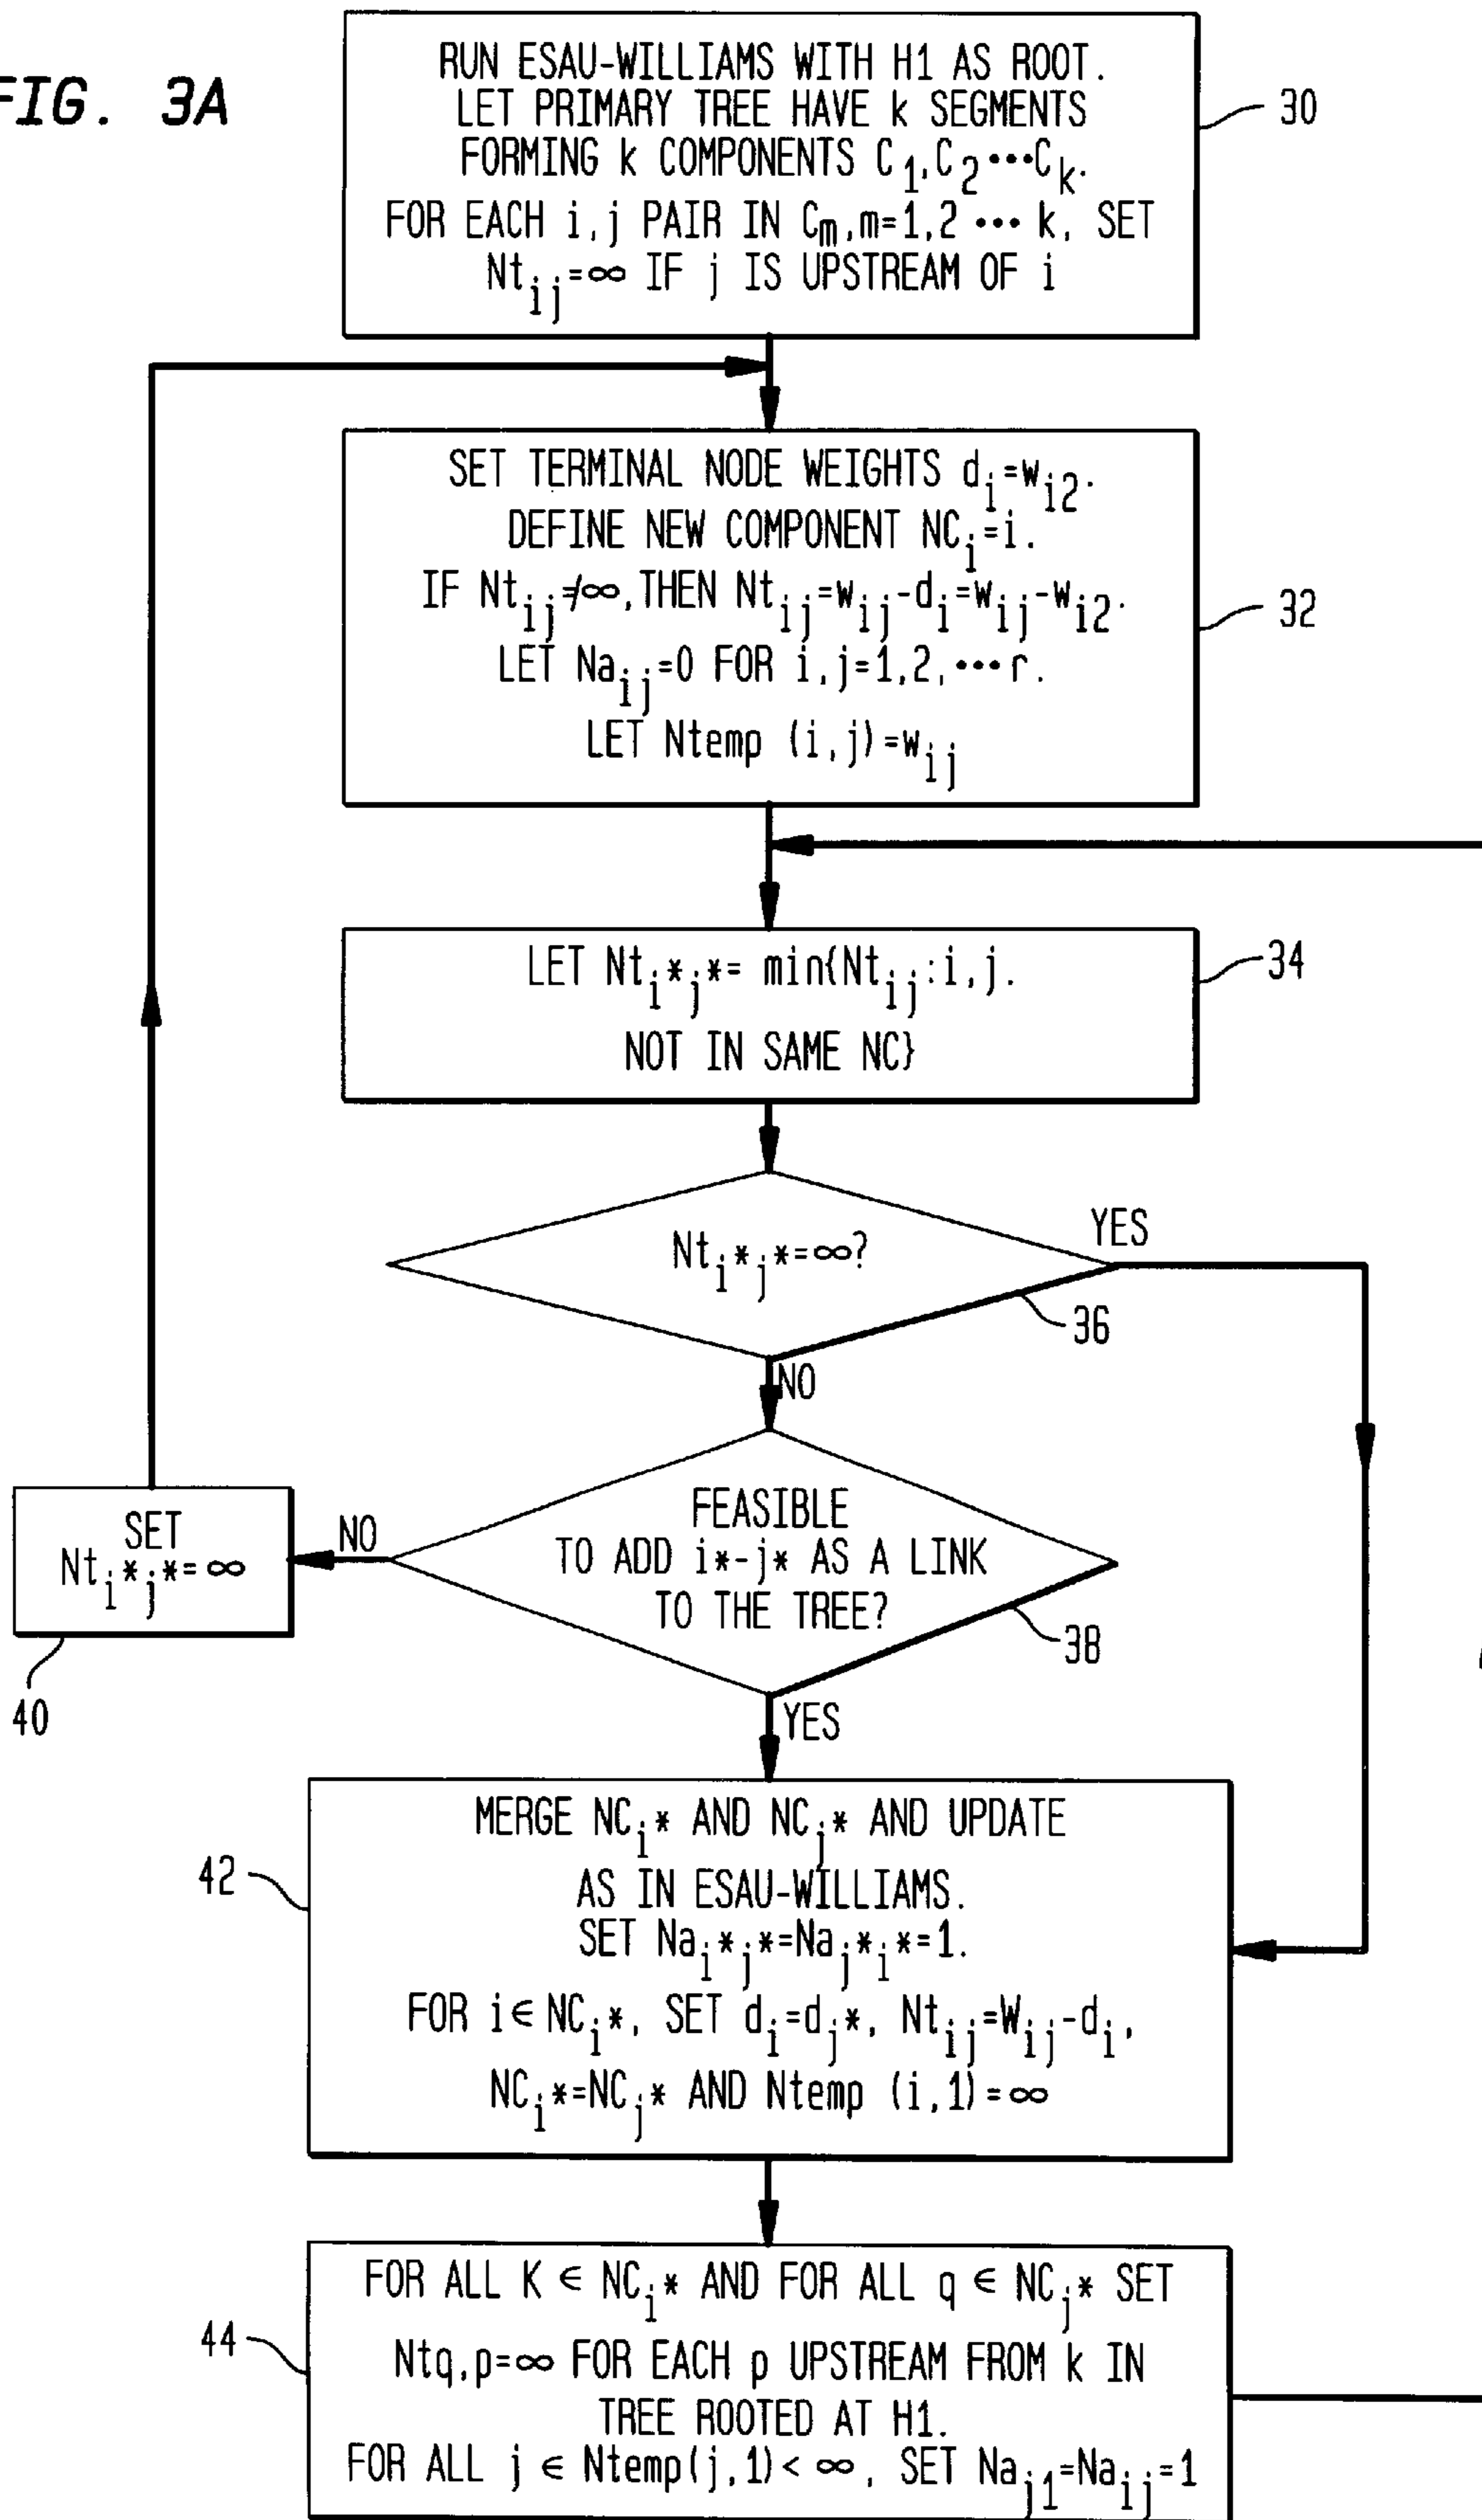 FIG. 3A
RUN ESAU-WILLIAMS WITH H1 AS ROOT.
LET PRIMARY TREE HAVE k SEGMENTS
FORMING k COMPONENTS C₁,C₂•••Cₖ.
FOR EACH i,j PAIR IN Cₘ,m=1,2 ••• k, SET
Ntᵢⱼ=∞ IF j IS UPSTREAM OF i
30
SET TERMINAL NODE WEIGHTS dᵢ=wᵢ₂.
DEFINE NEW COMPONENT NCᵢ=i.
IF Ntᵢⱼ≠∞,THEN Ntᵢⱼ=wᵢⱼ-dᵢ=wᵢⱼ-wᵢ₂.
LET Naᵢⱼ=0 FOR i,j=1,2,•••r.
LET Ntemp (i,j)=wᵢⱼ
32
LET Ntᵢ*ⱼ*= min{Ntᵢⱼ:i,j.
NOT IN SAME NC}
34
Ntᵢ*ⱼ*=∞?
YES
36
NO
FEASIBLE
TO ADD i*-j* AS A LINK
TO THE TREE?
38
NO
SET
Ntᵢ*ⱼ*=∞
40
YES
MERGE NCᵢ* AND NCⱼ* AND UPDATE
AS IN ESAU-WILLIAMS.
SET Naᵢ*ⱼ*=Naⱼ*ᵢ*=1.
FOR i∈NCᵢ*, SET dᵢ=dⱼ*, Ntᵢⱼ=Wᵢⱼ-dᵢ,
NCᵢ*=NCⱼ* AND Ntemp (i,1)=∞
42
FOR ALL K ∈ NCᵢ* AND FOR ALL q ∈ NCⱼ* SET
Ntq,p=∞ FOR EACH p UPSTREAM FROM k IN
TREE ROOTED AT H1.
FOR ALL j ∈ Ntemp(j,1)< ∞, SET Naⱼ₁=Naᵢⱼ=1
44